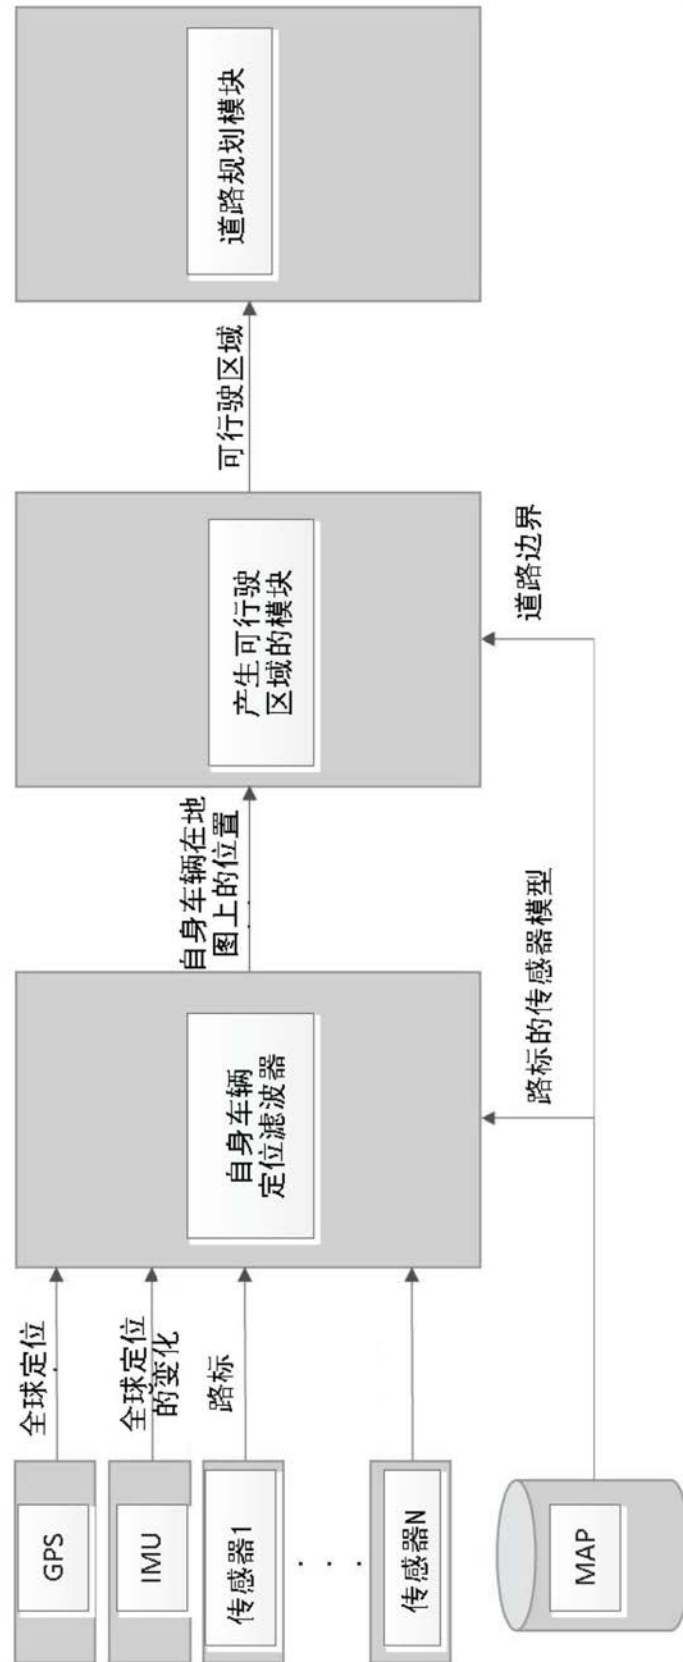 GPS
全球定位
IMU
全球定位
的变化
传感器1
路标
传感器N
MAP
自身车辆
定位滤波器
路标的传感器模型
自身车辆在地
图上的位置
产生可行驶
区域的模块
道路边界
可行驶区域
道路规划模块